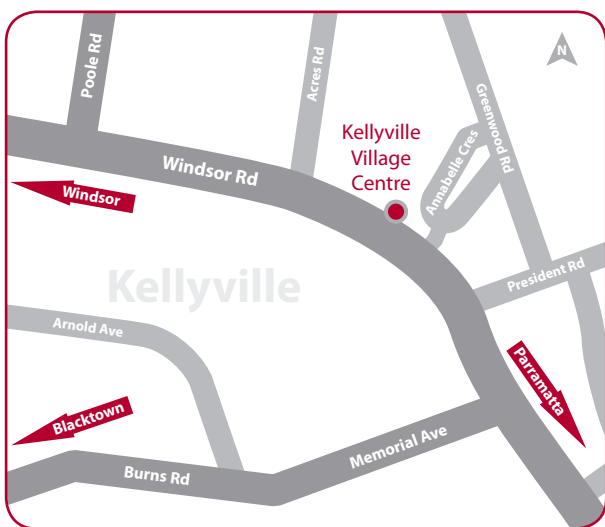 Poole Rd
Acres Rd
N
Greenwood Rd
Kellyville
Village
Centre
Windsor Rd
Annabelle Cres
Windsor
Kellyville
President Rd
Arnold Ave
Parramatta
Blacktown
Memorial Ave
Burns Rd